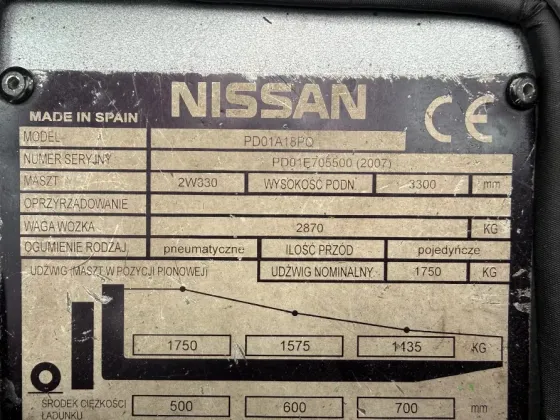 NISSAN
MADE IN SPAIN
CE
MODEL PD01A18PQ
NUMER SERYJNY PD01E705500 (2007)
MASZT 2W330 WYSOKOŚĆ PODN. 3300 mm
OPRZYRZĄDOWANIE
WAGA WÓZKA 2870 KG
OGUMIENIE RODZAJ. pneumatyczne ILOŚĆ PRZÓD pojedyńcze
UDŹWIG (MASZT W POZYCJI PIONOWEJ) UDŹWIG NOMINALNY 1750 KG
1750 1575 1435 KG
ŚRODEK CIĘŻKOŚCI 500 600 700 mm
ŁADUNKU